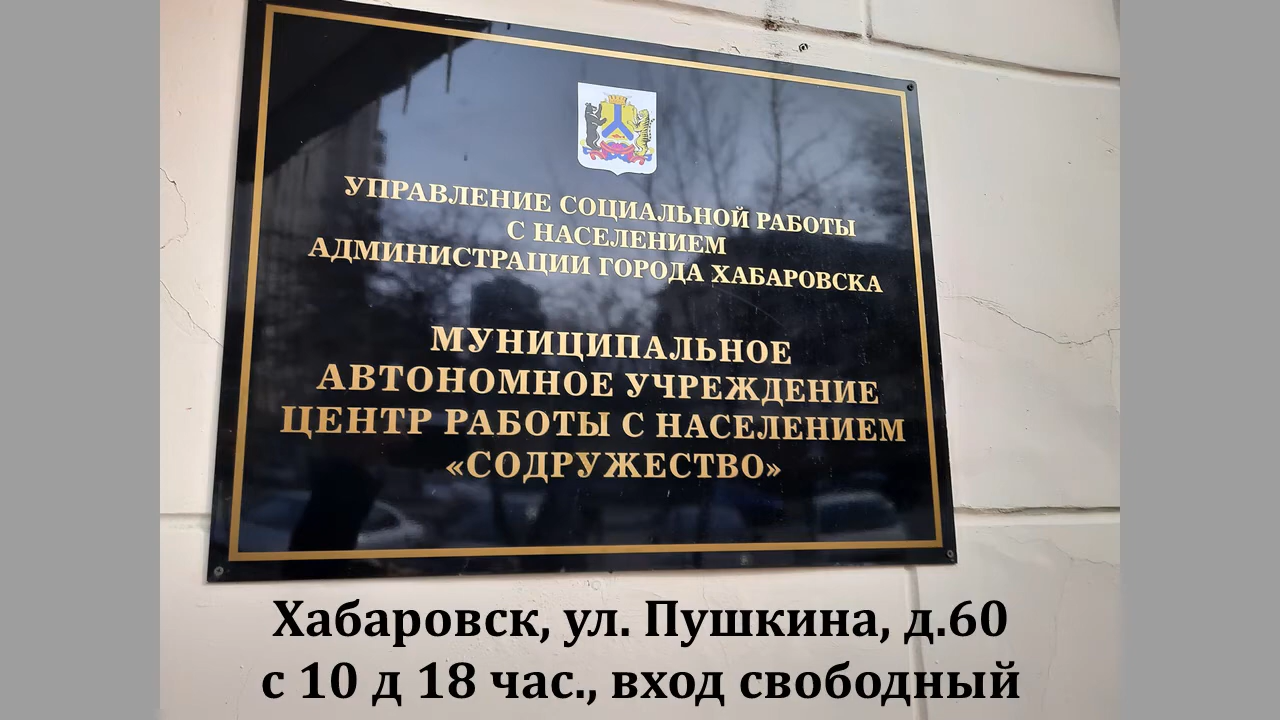 УПРАВЛЕНИЕ СОЦИАЛЬНОЙ РАБОТЫ
С НАСЕЛЕНИЕМ
АДМИНИСТРАЦИИ ГОРОДА ХАБАРОВСКА
МУНИЦИПАЛЬНОЕ
АВТОНОМНОЕ УЧРЕЖДЕНИЕ
ЦЕНТР РАБОТЫ С НАСЕЛЕНИЕМ
«СОДРУЖЕСТВО»
Хабаровск, ул. Пушкина, д.60
с 10 д 18 час., вход свободный